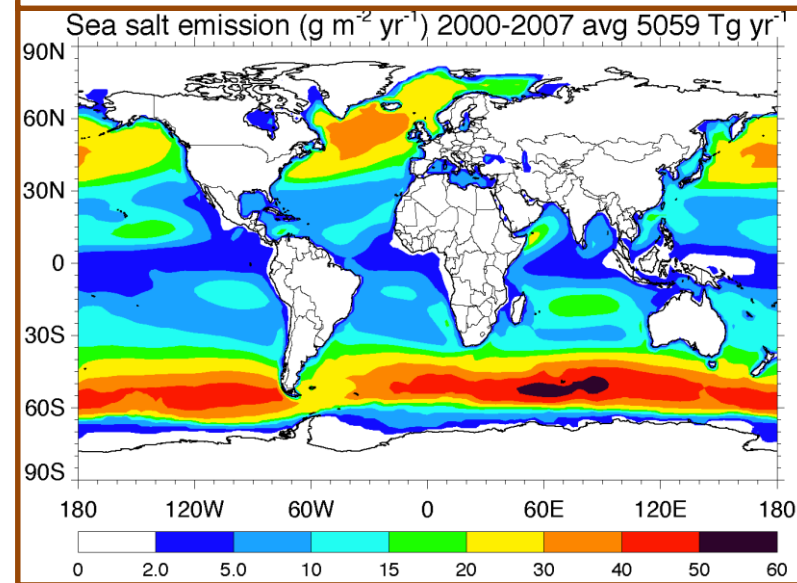 Sea salt emission (g m⁻² yr⁻¹) 2000-2007 avg 5059 Tg yr⁻¹
90N
60N
30N
0
30S
60S
90S
180 120W 60W 0 60E 120E 180
0 2.0 5.0 10 15 20 30 40 50 60